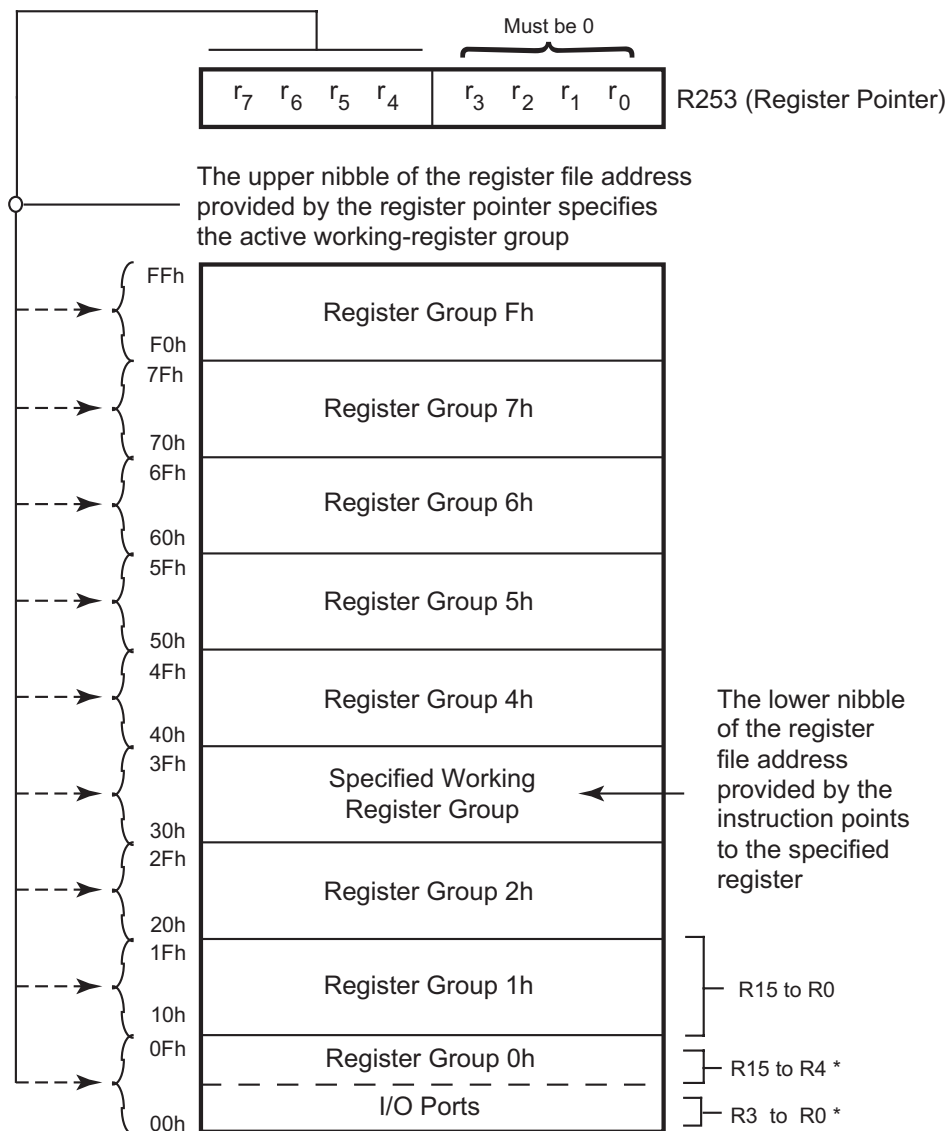 Must be 0
r7 r6 r5 r4 r3 r2 r1 r0 R253 (Register Pointer)
The upper nibble of the register file address
provided by the register pointer specifies
the active working-register group
FFh
Register Group Fh
F0h
7Fh
Register Group 7h
70h
6Fh
Register Group 6h
60h
5Fh
Register Group 5h
50h
4Fh
Register Group 4h
40h
3Fh
Specified Working
Register Group
30h
The lower nibble
of the register
file address
provided by the
instruction points
to the specified
register
2Fh
Register Group 2h
20h
1Fh
Register Group 1h
R15 to R0
10h
0Fh
Register Group 0h
R15 to R4 *
I/O Ports
R3 to R0 *
00h